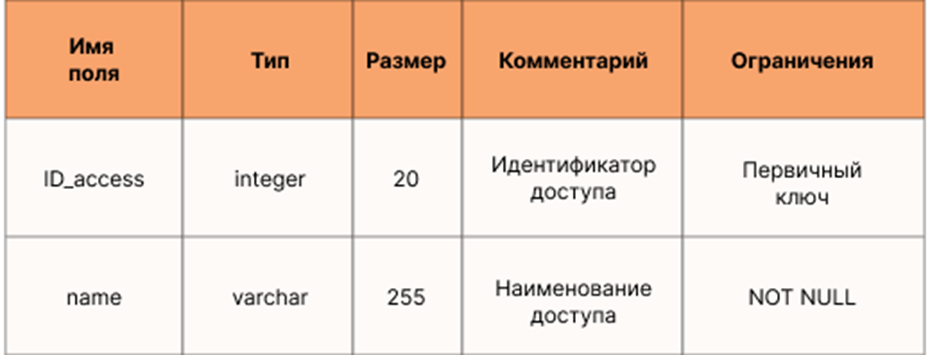 Имя
поля
Тип
Размер
Комментарий
Ограничения
ID_access
integer
20
Идентификатор
доступа
Первичный
ключ
name
varchar
255
Наименование
доступа
NOT NULL